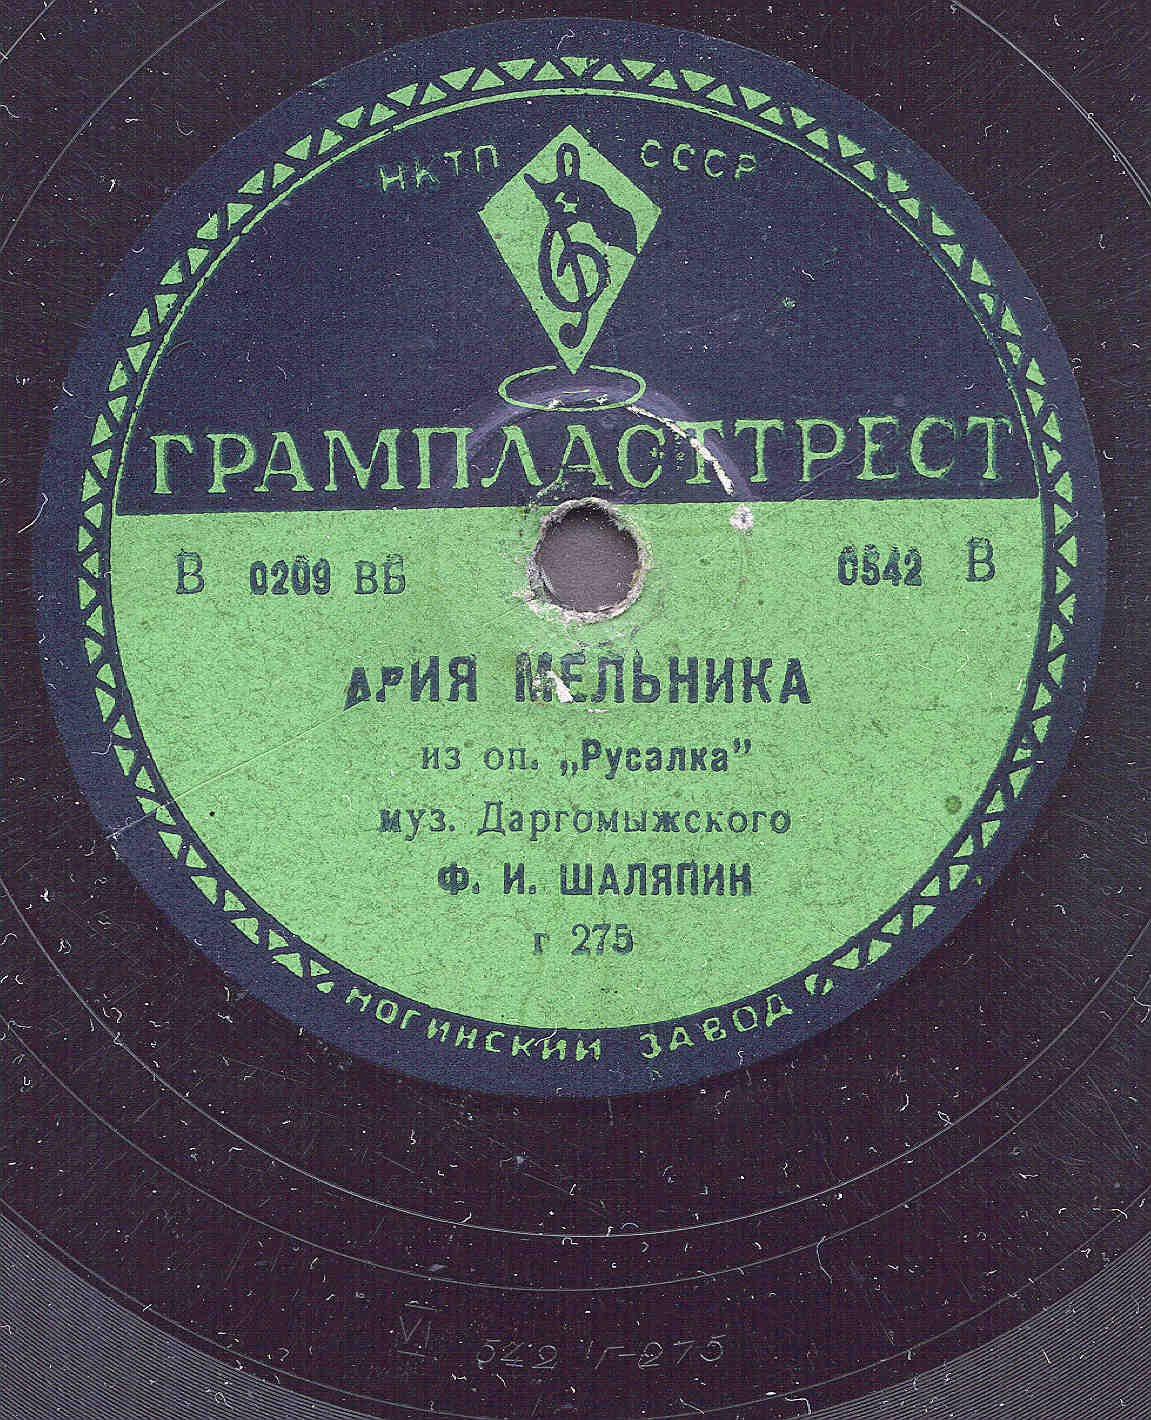 НКТП СССР
ГРАМПЛАСТТРЕСТ
В 0209 ВБ 0542 В
АРИЯ МЕЛЬНИКА
из оп. „Русалка”
муз. Даргомыжского
Ф. И. ШАЛЯПИН
г 275
НОГИНСКИЙ ЗАВОД
VI 542 Г-275